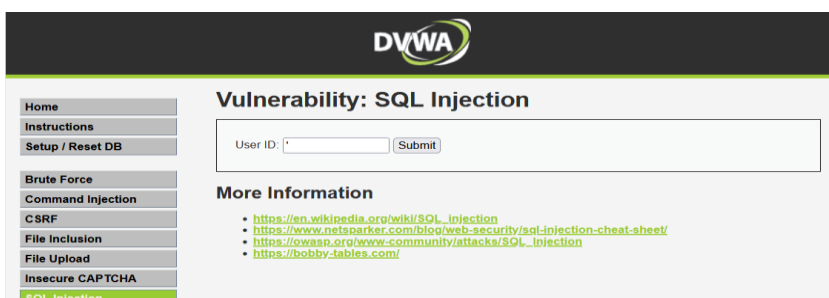 DVWA
Home
Instructions
Setup / Reset DB
Brute Force
Command Injection
CSRF
File Inclusion
File Upload
Insecure CAPTCHA
SQL Injection
Vulnerability: SQL Injection
User ID: ' Submit
More Information
https://en.wikipedia.org/wiki/SQL_injection
https://www.netsparker.com/blog/web-security/sql-injection-cheat-sheet/
https://owasp.org/www-community/attacks/SQL_Injection
https://bobby-tables.com/